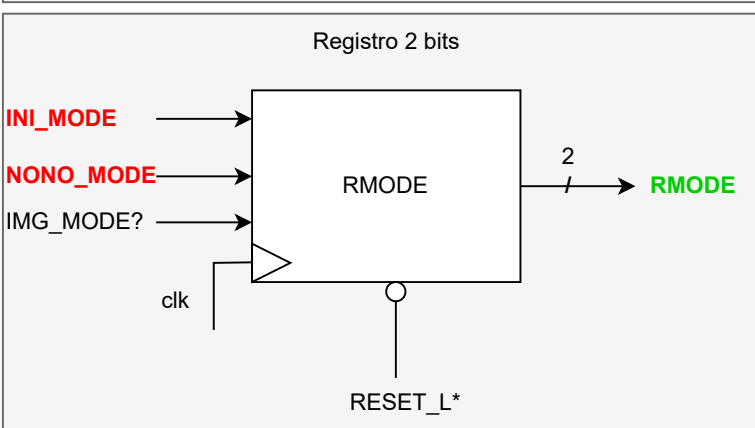 Registro 2 bits
INI_MODE
NONO_MODE
IMG_MODE?
clk
RMODE
2
RMODE
RESET_L*